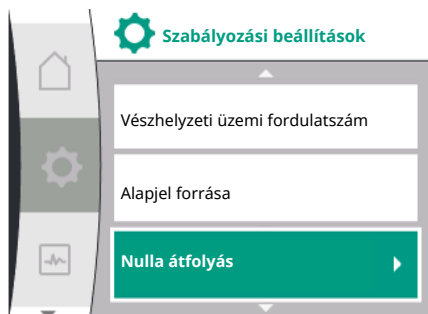 Szabályozási beállítások
Vészhelyzeti üzemi fordulatszám
Alapjel forrása
Nulla átfolyás